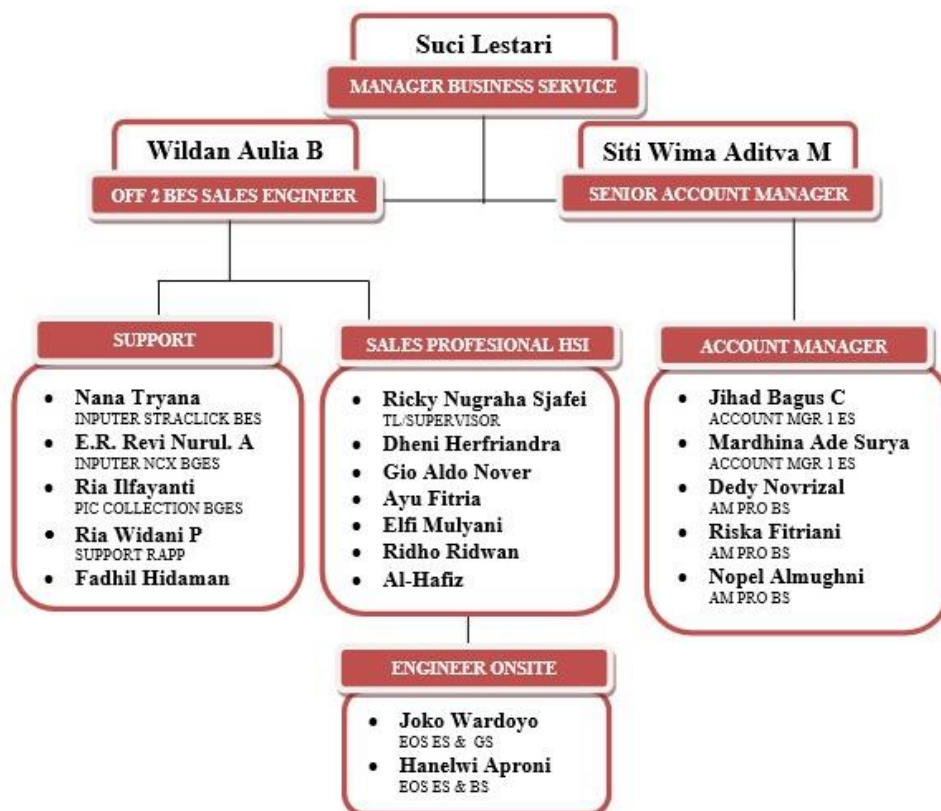 Suci Lestari
MANAGER BUSINESS SERVICE
Wildan Aulia B
OFF 2 BES SALES ENGINEER
Siti Wima Aditva M
SENIOR ACCOUNT MANAGER
SUPPORT
• Nana Tryana
INPUTER STRACLICK BES
• E.R. Revi Nurul. A
INPUTER NCX BGES
• Ria Ilfayanti
PIC COLLECTION BGES
• Ria Widani P
SUPPORT RAPP
• Fadhil Hidaman
SALES PROFESIONAL HSI
• Ricky Nugraha Sjafei
TL/SUPERVISOR
• Dheni Herfriandra
• Gio Aldo Nover
• Ayu Fitria
• Elfi Mulyani
• Ridho Ridwan
• Al-Hafiz
ACCOUNT MANAGER
• Jihad Bagus C
ACCOUNT MGR 1 ES
• Mardhina Ade Surya
ACCOUNT MGR 1 ES
• Dedy Novrizal
AM PRO BS
• Riska Fitriani
AM PRO BS
• Nopel Almughni
AM PRO BS
ENGINEER ONSITE
• Joko Wardoyo
EOS ES & GS
• Hanelwi Aproni
EOS ES & BS